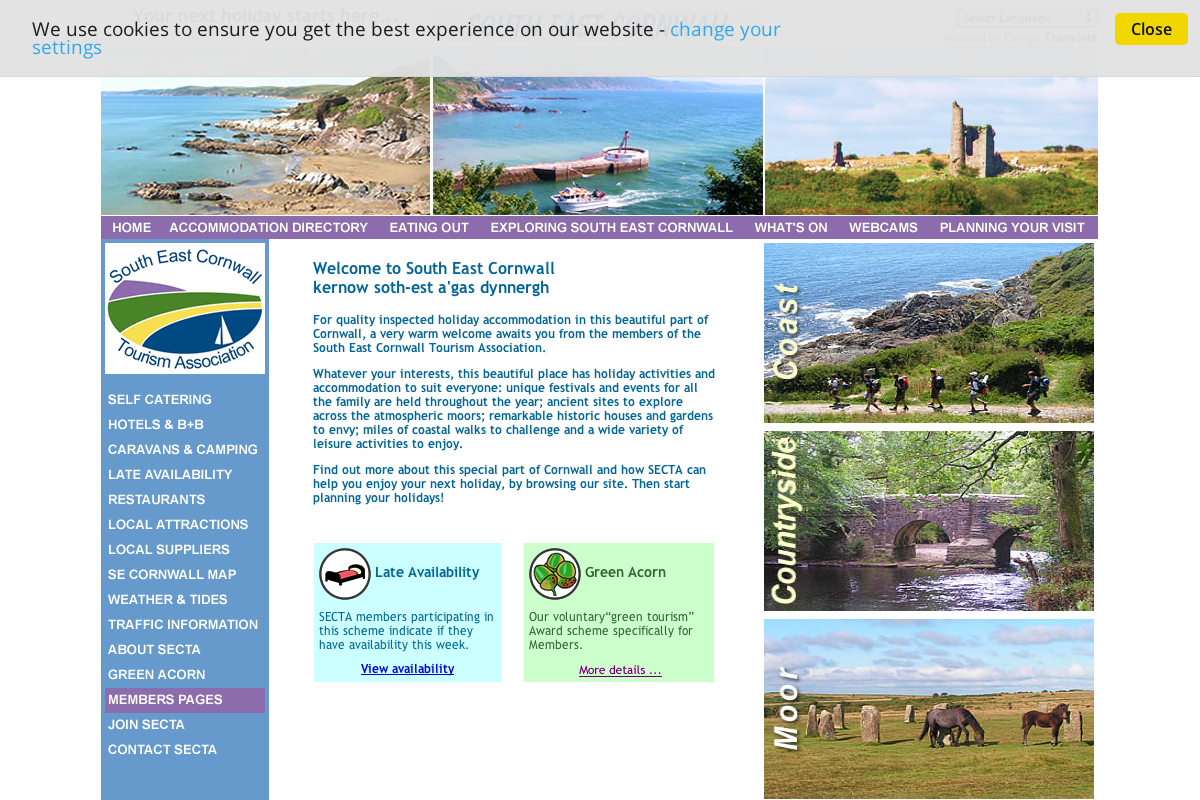 Your next holiday starts here...
SOUTH EAST CORNWALL
Select Language
Powered by Google Translate
We use cookies to ensure you get the best experience on our website - change your
settings
Close
HOME ACCOMMODATION DIRECTORY EATING OUT EXPLORING SOUTH EAST CORNWALL WHAT'S ON WEBCAMS PLANNING YOUR VISIT
South East Cornwall
Tourism Association
SELF CATERING
HOTELS & B+B
CARAVANS & CAMPING
LATE AVAILABILITY
RESTAURANTS
LOCAL ATTRACTIONS
LOCAL SUPPLIERS
SE CORNWALL MAP
WEATHER & TIDES
TRAFFIC INFORMATION
ABOUT SECTA
GREEN ACORN
MEMBERS PAGES
JOIN SECTA
CONTACT SECTA
Welcome to South East Cornwall
kernow soth-est a'gas dynnergh
For quality inspected holiday accommodation in this beautiful part of
Cornwall, a very warm welcome awaits you from the members of the
South East Cornwall Tourism Association.
Whatever your interests, this beautiful place has holiday activities and
accommodation to suit everyone: unique festivals and events for all
the family are held throughout the year; ancient sites to explore
across the atmospheric moors; remarkable historic houses and gardens
to envy; miles of coastal walks to challenge and a wide variety of
leisure activities to enjoy.
Find out more about this special part of Cornwall and how SECTA can
help you enjoy your next holiday, by browsing our site. Then start
planning your holidays!
Late Availability
SECTA members participating in
this scheme indicate if they
have availability this week.
View availability
Green Acorn
Our voluntary“green tourism”
Award scheme specifically for
Members.
More details ...
Coast
Countryside
Moor